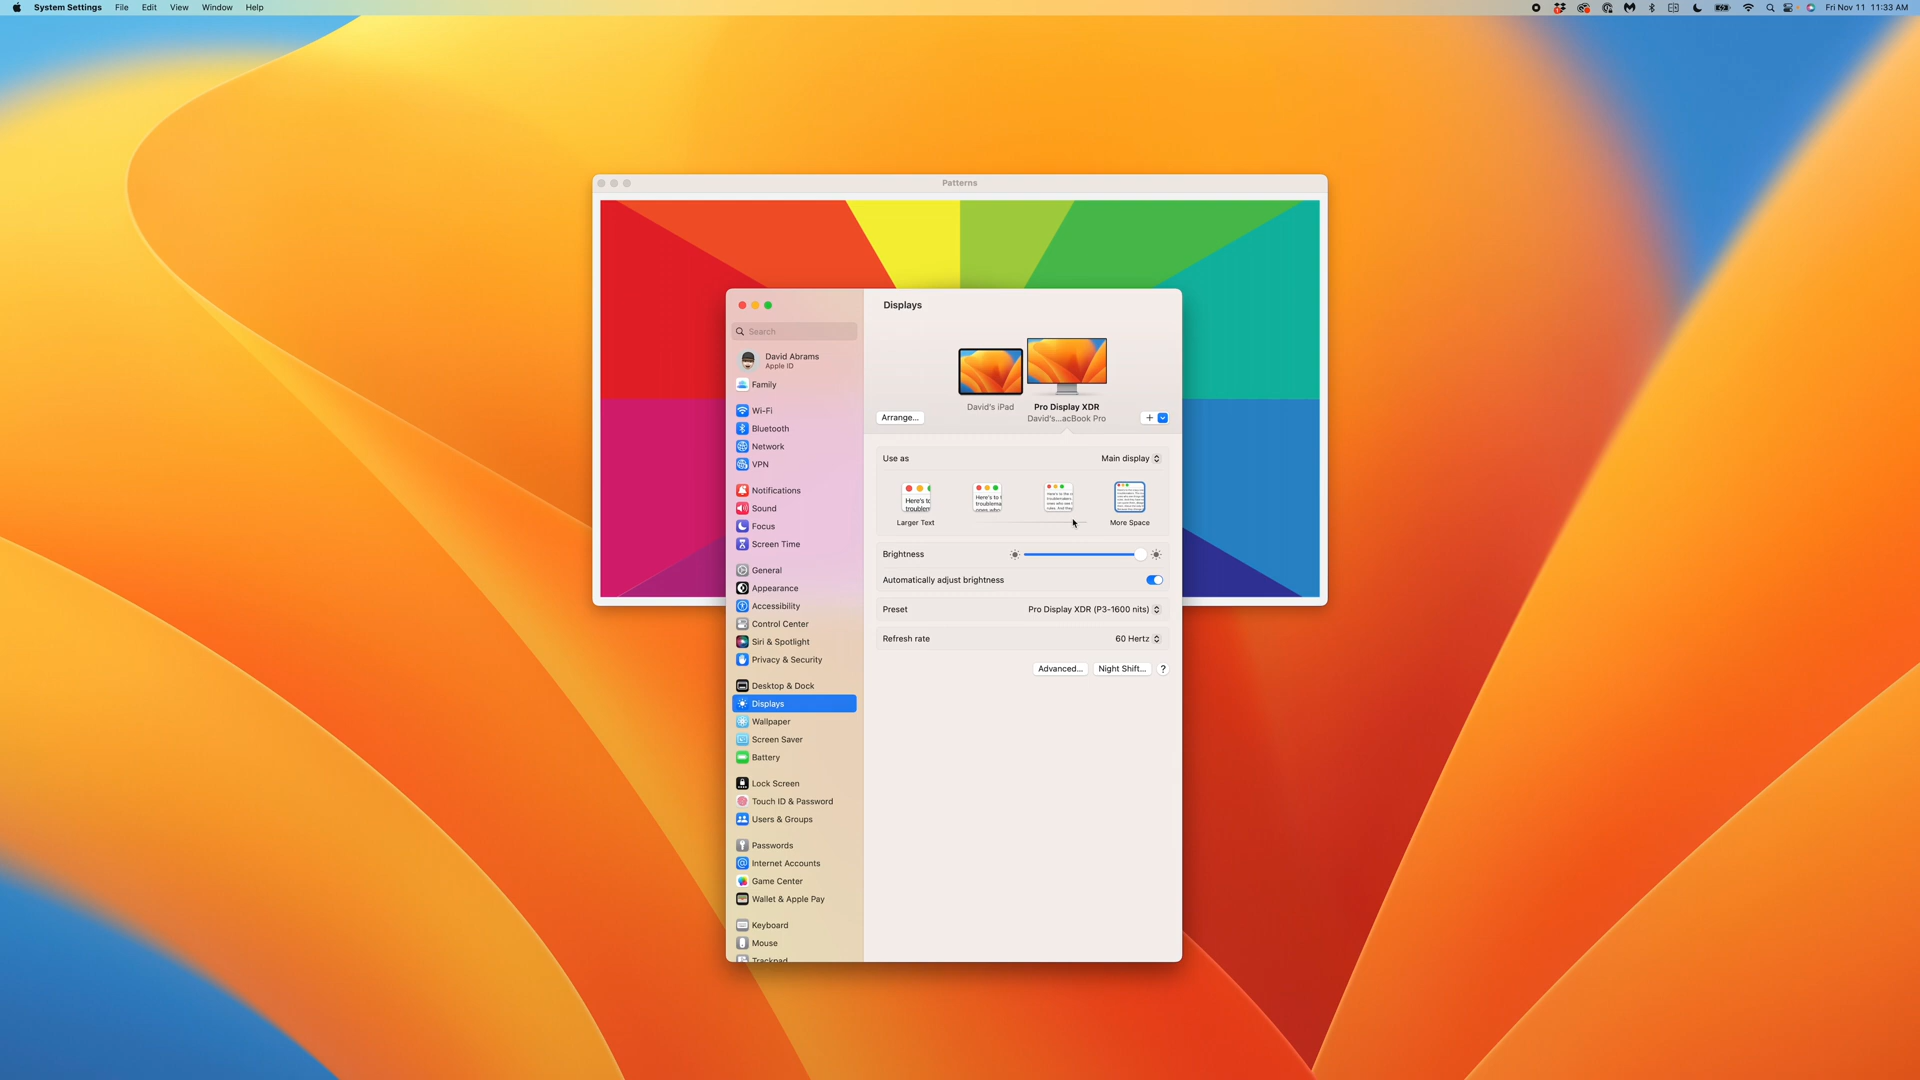 System Settings File Edit View Window Help
Fri Nov 11 11:33 AM
Patterns
Search
David Abrams
Apple ID
Family
Wi-Fi
Bluetooth
Network
VPN
Notifications
Sound
Focus
Screen Time
General
Appearance
Accessibility
Control Center
Siri & Spotlight
Privacy & Security
Desktop & Dock
Displays
Wallpaper
Screen Saver
Battery
Lock Screen
Touch ID & Password
Users & Groups
Passwords
Internet Accounts
Game Center
Wallet & Apple Pay
Keyboard
Mouse
Trackpad
Displays
David's iPad
Pro Display XDR
David's...acBook Pro
Arrange...
Use as Main display
Larger Text
More Space
Brightness
Automatically adjust brightness
Preset Pro Display XDR (P3-1600 nits)
Refresh rate 60 Hertz
Advanced... Night Shift... ?